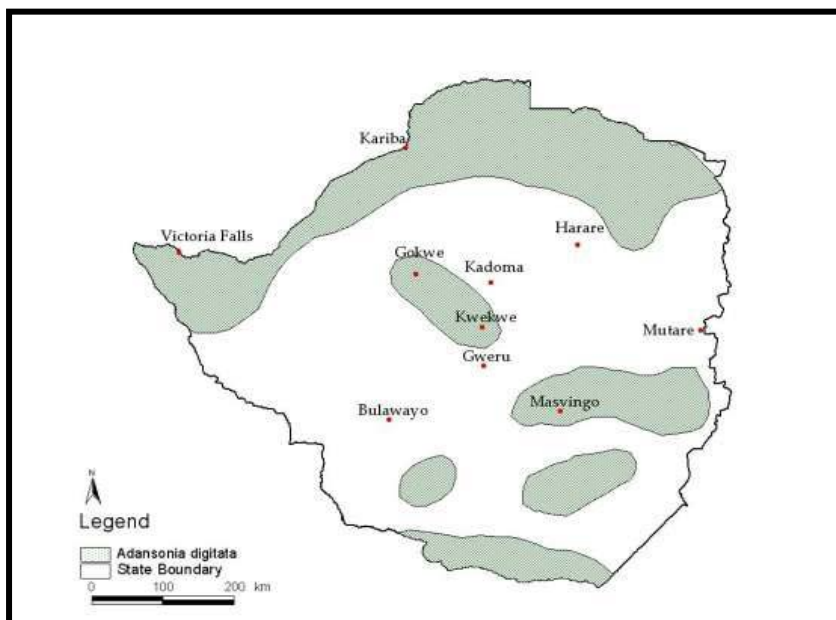 Kariba
Victoria Falls
Harare
Gokwe
Kadoma
Kwekwe
Mutare
Gweru
Masvingo
Bulawayo
N
Legend
Adansonia digitata
State Boundary
0 100 200 km